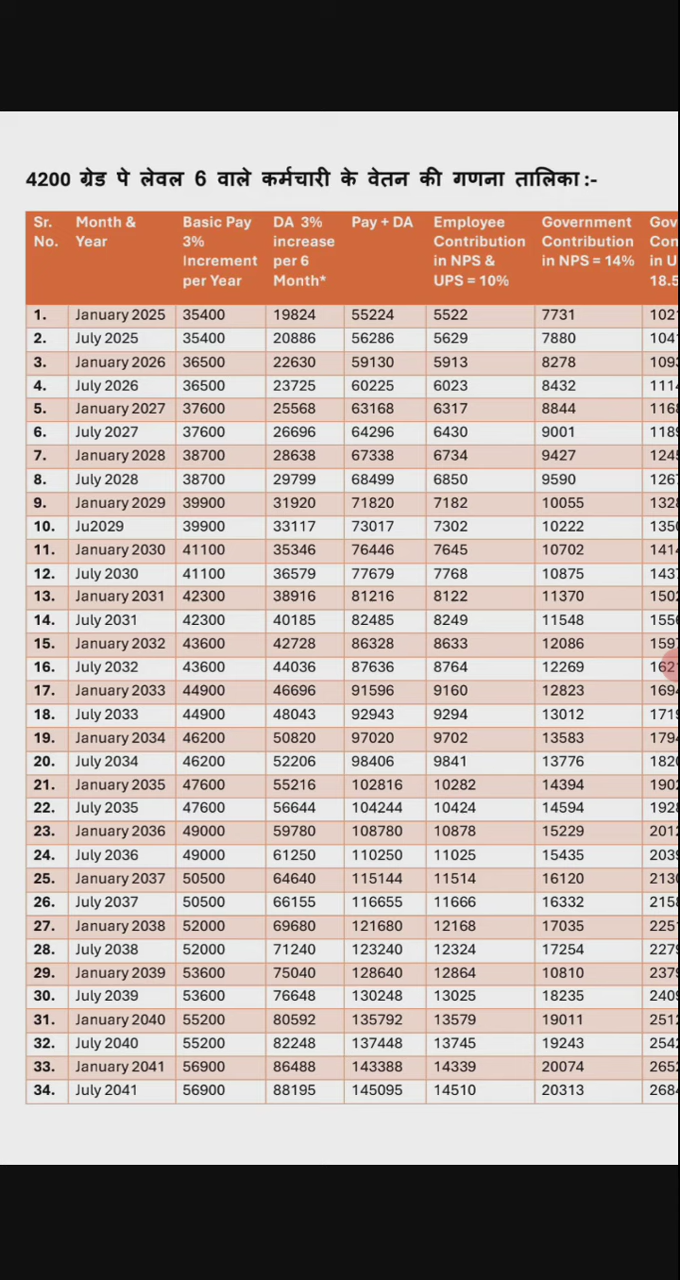 4200 ग्रेड पे लेवल 6 वाले कर्मचारी के वेतन की गणना तालिका :-
Sr. No. Month & Year Basic Pay 3% Increment per Year DA 3% increase per 6 Month* Pay + DA Employee Contribution in NPS & UPS = 10% Government Contribution in NPS = 14%
1. January 2025 35400 19824 55224 5522 7731
2. July 2025 35400 20886 56286 5629 7880
3. January 2026 36500 22630 59130 5913 8278
4. July 2026 36500 23725 60225 6023 8432
5. January 2027 37600 25568 63168 6317 8844
6. July 2027 37600 26696 64296 6430 9001
7. January 2028 38700 28638 67338 6734 9427
8. July 2028 38700 29799 68499 6850 9590
9. January 2029 39900 31920 71820 7182 10055
10. Ju2029 39900 33117 73017 7302 10222
11. January 2030 41100 35346 76446 7645 10702
12. July 2030 41100 36579 77679 7768 10875
13. January 2031 42300 38916 81216 8122 11370
14. July 2031 42300 40185 82485 8249 11548
15. January 2032 43600 42728 86328 8633 12086
16. July 2032 43600 44036 87636 8764 12269
17. January 2033 44900 46696 91596 9160 12823
18. July 2033 44900 48043 92943 9294 13012
19. January 2034 46200 50820 97020 9702 13583
20. July 2034 46200 52206 98406 9841 13776
21. January 2035 47600 55216 102816 10282 14394
22. July 2035 47600 56644 104244 10424 14594
23. January 2036 49000 59780 108780 10878 15229
24. July 2036 49000 61250 110250 11025 15435
25. January 2037 50500 64640 115144 11514 16120
26. July 2037 50500 66155 116655 11666 16332
27. January 2038 52000 69680 121680 12168 17035
28. July 2038 52000 71240 123240 12324 17254
29. January 2039 53600 75040 128640 12864 10810
30. July 2039 53600 76648 130248 13025 18235
31. January 2040 55200 80592 135792 13579 19011
32. July 2040 55200 82248 137448 13745 19243
33. January 2041 56900 86488 143388 14339 20074
34. July 2041 56900 88195 145095 14510 20313